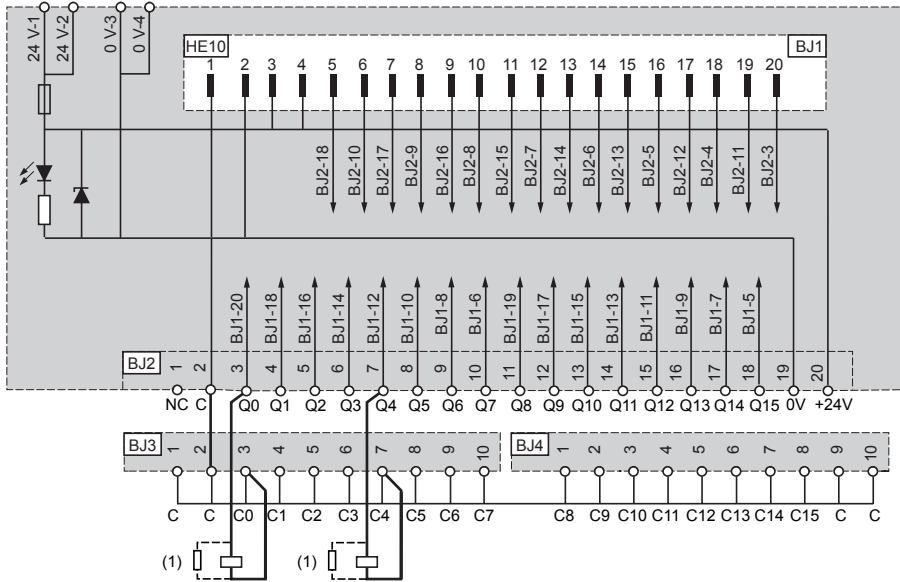 24 V-1 24 V-2 0 V-3 0 V-4
HE10 BJ1
1 2 3 4 5 6 7 8 9 10 11 12 13 14 15 16 17 18 19 20
BJ2-18 BJ2-10 BJ2-17 BJ2-9 BJ2-16 BJ2-8 BJ2-15 BJ2-7 BJ2-14 BJ2-6 BJ2-13 BJ2-5 BJ2-12 BJ2-4 BJ2-11 BJ2-3
BJ1-20 BJ1-18 BJ1-16 BJ1-14 BJ1-12 BJ1-10 BJ1-8 BJ1-6 BJ1-19 BJ1-17 BJ1-15 BJ1-13 BJ1-11 BJ1-9 BJ1-7 BJ1-5
BJ2 1 2 3 4 5 6 7 8 9 10 11 12 13 14 15 16 17 18 19 20
NC C Q0 Q1 Q2 Q3 Q4 Q5 Q6 Q7 Q8 Q9 Q10 Q11 Q12 Q13 Q14 Q15 0V +24V
BJ3 1 2 3 4 5 6 7 8 9 10 BJ4 1 2 3 4 5 6 7 8 9 10
C C C0 C1 C2 C3 C4 C5 C6 C7 C8 C9 C10 C11 C12 C13 C14 C15 C C
(1) (1)